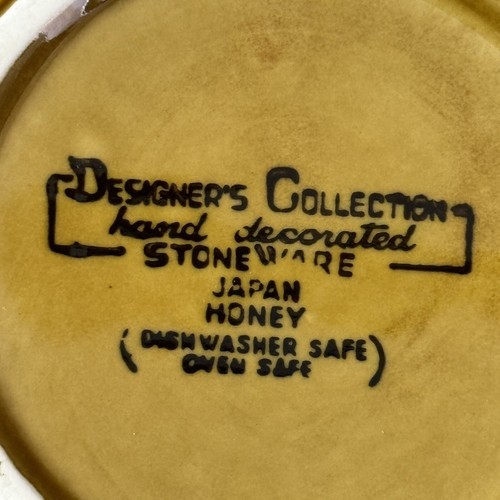 DESIGNER'S COLLECTION
hand decorated
STONEWARE
JAPAN
HONEY
(DISHWASHER SAFE
OVEN SAFE)